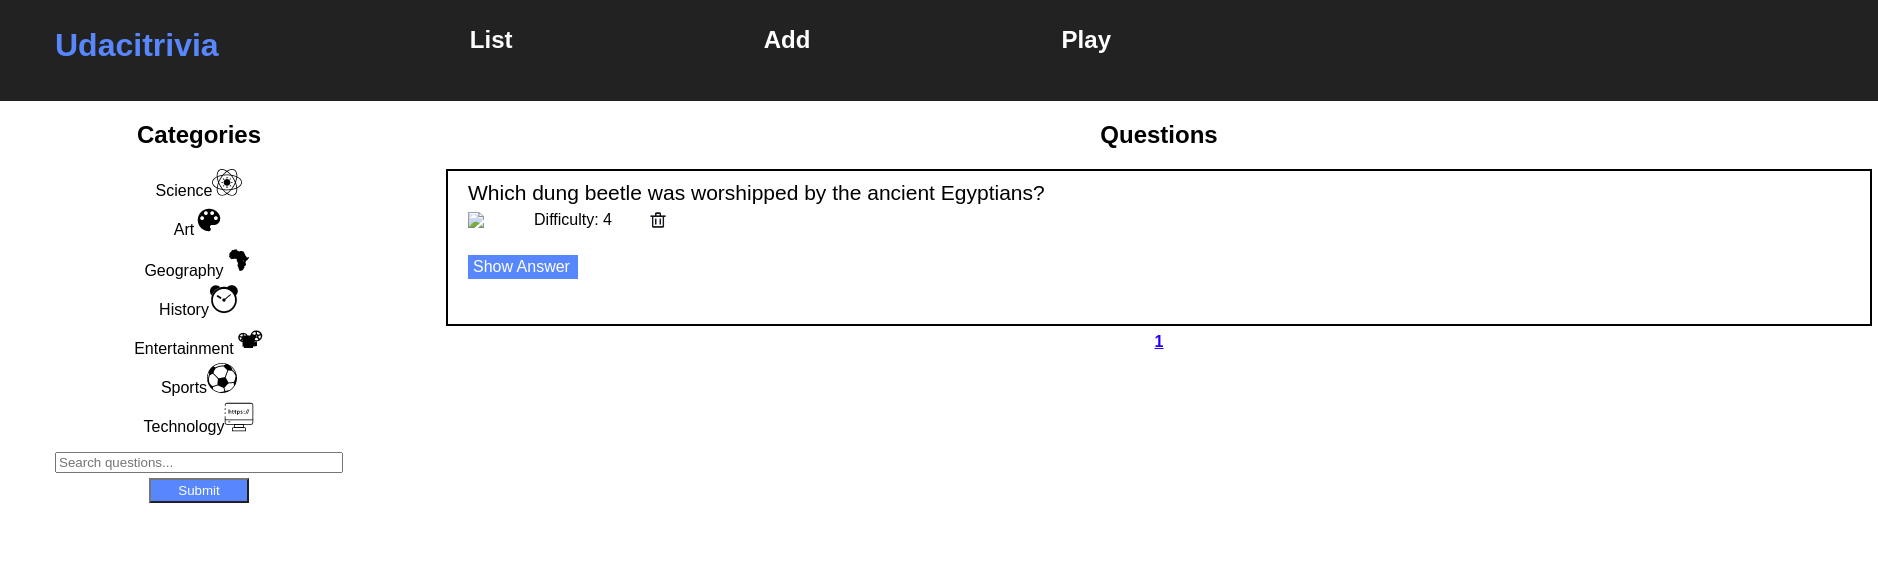 Udacitrivia
List
Add
Play
Categories
Science
Art
Geography
History
Entertainment
Sports
https://
Technology
Search questions...
Submit
Questions
Which dung beetle was worshipped by the ancient Egyptians?
Difficulty: 4
Show Answer
1